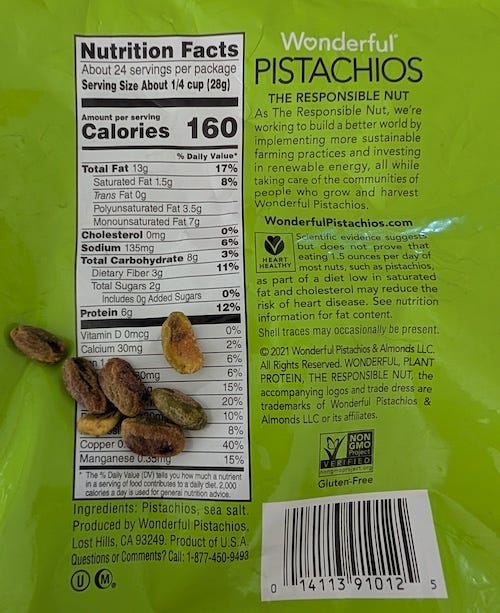 Nutrition Facts
About 24 servings per package
Serving Size About 1/4 cup (28g)
Amount per serving
Calories 160
% Daily Value*
Total Fat 13g 17%
Saturated Fat 1.5g 8%
Trans Fat 0g
Polyunsaturated Fat 3.5g
Monounsaturated Fat 7g
Cholesterol 0mg 0%
Sodium 135mg 6%
Total Carbohydrate 8g 3%
Dietary Fiber 3g 11%
Total Sugars 2g
Includes 0g Added Sugars 0%
Protein 6g 12%
Vitamin D 0mcg 0%
Calcium 30mg 2%
6%
6%
15%
20%
10%
8%
Copper 40%
Manganese 15%
* The % Daily Value (DV) tells you how much a nutrient
in a serving of food contributes to a daily diet. 2,000
calories a day is used for general nutrition advice.
Ingredients: Pistachios, sea salt.
Produced by Wonderful Pistachios,
Lost Hills, CA 93249. Product of U.S.A.
Questions or Comments? Call: 1-877-450-9493
U
Wonderful
PISTACHIOS
THE RESPONSIBLE NUT
As The Responsible Nut, we're
working to build a better world by
implementing more sustainable
farming practices and investing
in renewable energy, all while
taking care of the communities of
people who grow and harvest
Wonderful Pistachios.
WonderfulPistachios.com
HEART
HEALTHY
Scientific evidence suggests
but does not prove that
eating 1.5 ounces per day of
most nuts, such as pistachios,
as part of a diet low in saturated
fat and cholesterol may reduce the
risk of heart disease. See nutrition
information for fat content.
Shell traces may occasionally be present.
© 2021 Wonderful Pistachios & Almonds LLC.
All Rights Reserved. WONDERFUL, PLANT
PROTEIN, THE RESPONSIBLE NUT, the
accompanying logos and trade dress are
trademarks of Wonderful Pistachios &
Almonds LLC or its affiliates.
NON
GMO
Project
VERIFIED
nongmoproject.org
Gluten-Free
0 14113 91012 5